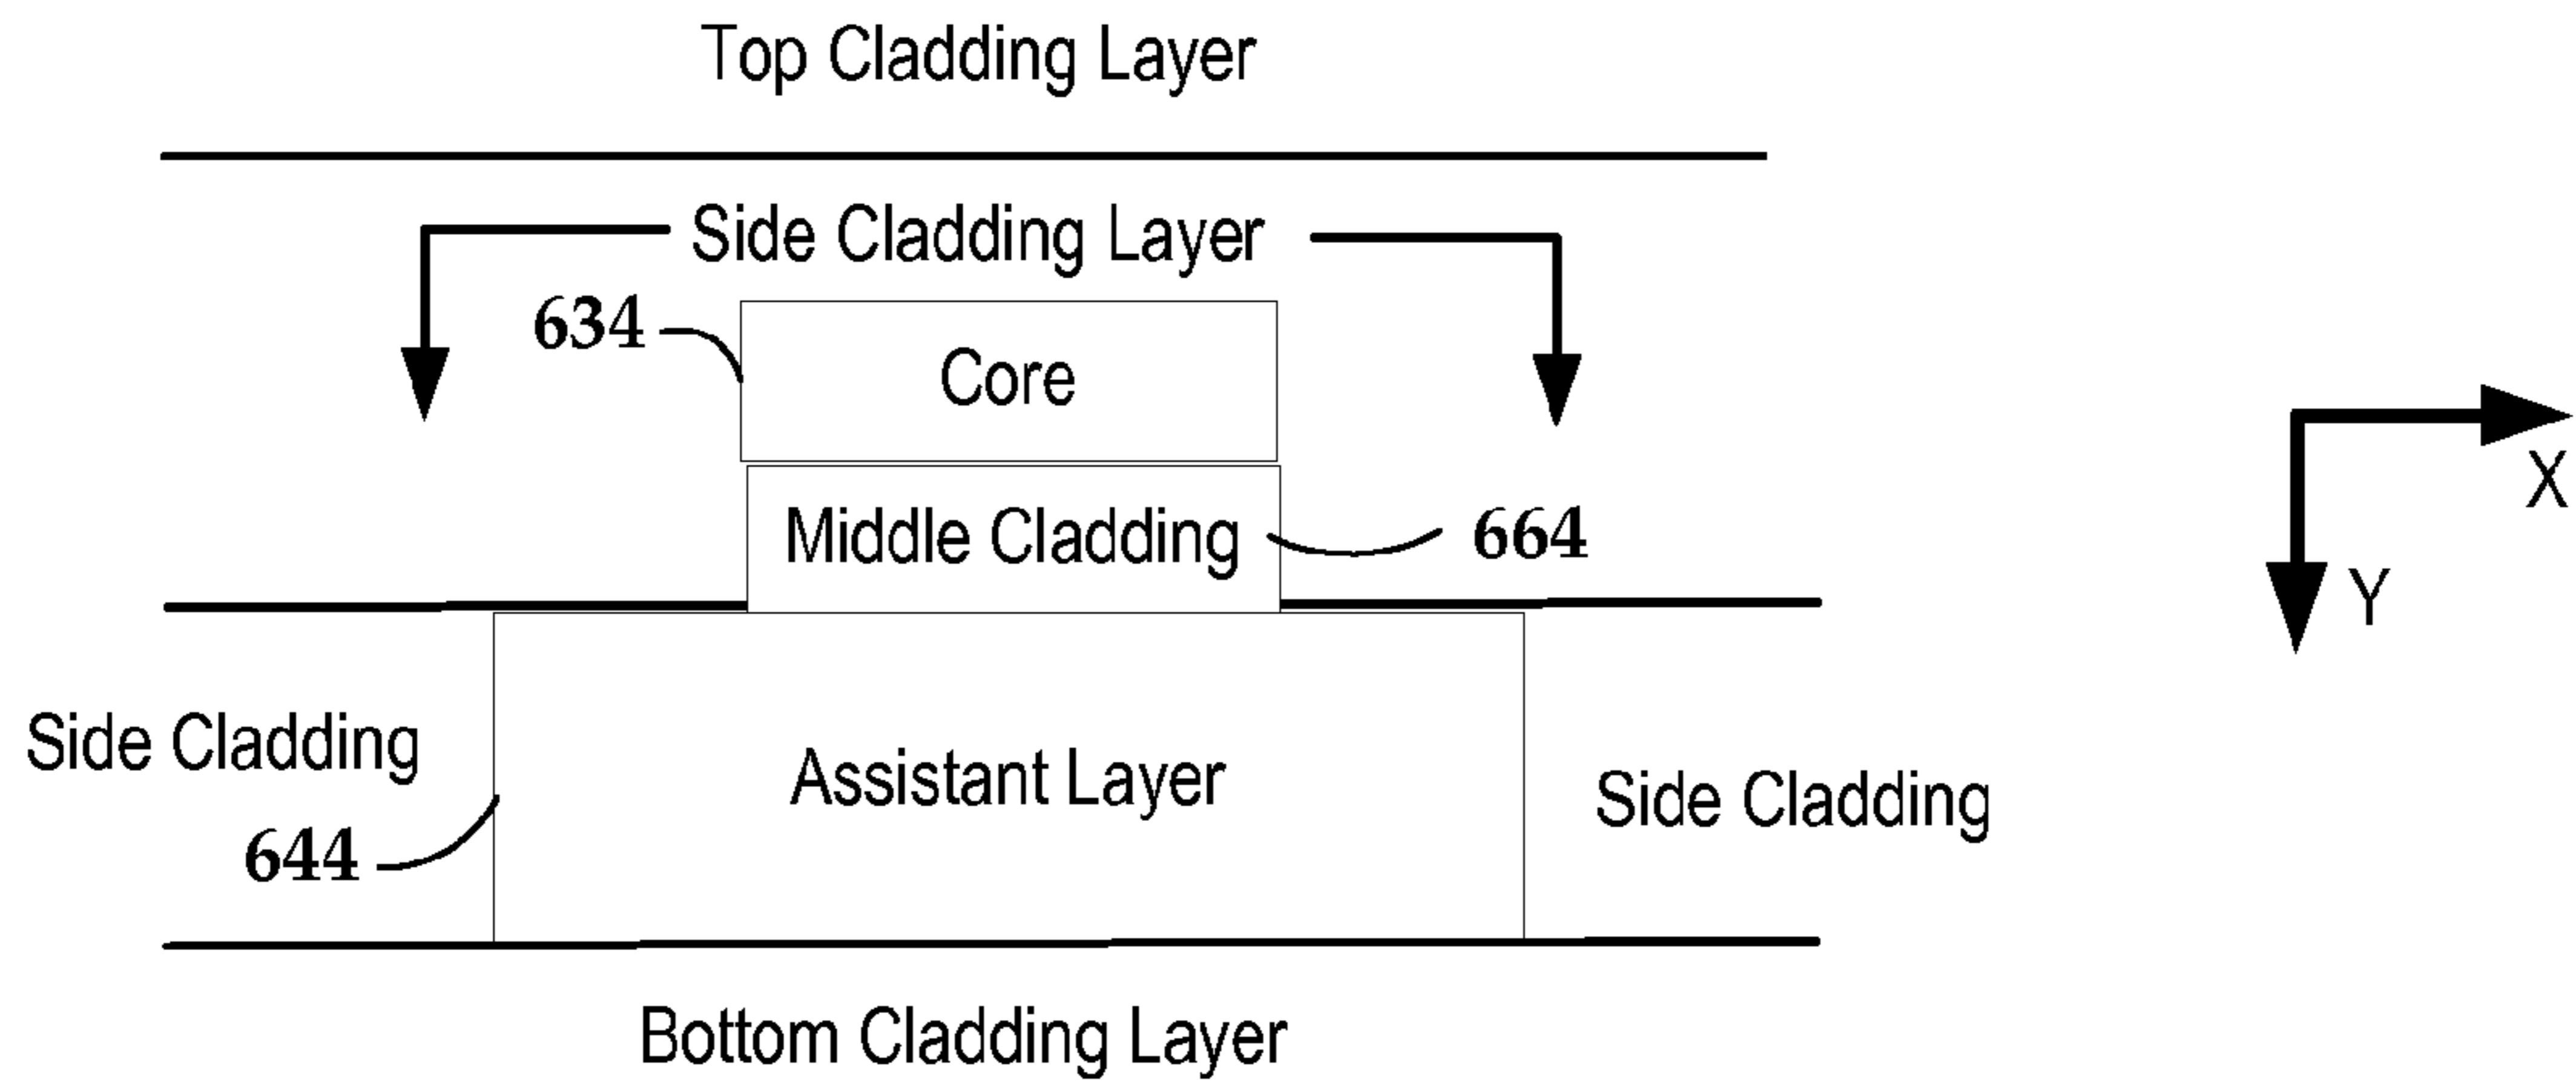 Top Cladding Layer
Side Cladding Layer
634
Core
Middle Cladding
664
X
Y
Side Cladding
Assistant Layer
Side Cladding
644
Bottom Cladding Layer